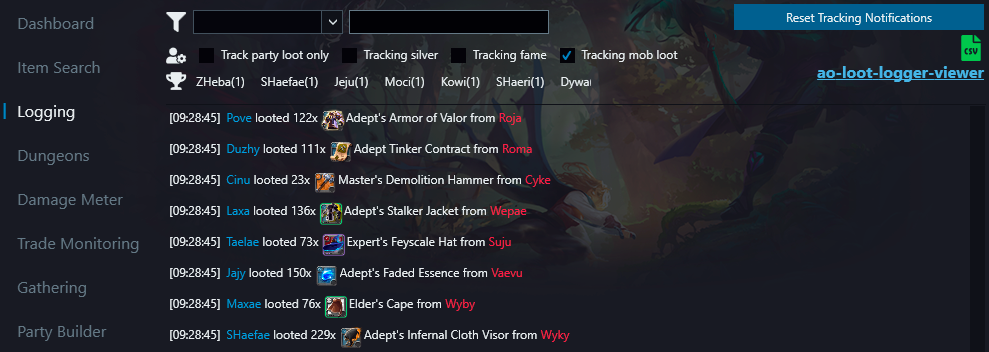 Dashboard
Item Search
Logging
Dungeons
Damage Meter
Trade Monitoring
Gathering
Party Builder
Reset Tracking Notifications
Track party loot only Tracking silver Tracking fame Tracking mob loot
CSV
ao-loot-logger-viewer
ZHeba(1) SHaefae(1) Jeju(1) Moci(1) Kowi(1) SHaeri(1) Dywa
[09:28:45] Pove looted 122x Adept's Armor of Valor from Roja
[09:28:45] Duzhy looted 111x Adept Tinker Contract from Roma
[09:28:45] Cinu looted 23x Master's Demolition Hammer from Cyke
[09:28:45] Laxa looted 136x Adept's Stalker Jacket from Wepae
[09:28:45] Taelae looted 73x Expert's Feyscale Hat from Suju
[09:28:45] Jajy looted 150x Adept's Faded Essence from Vaevu
[09:28:45] Maxae looted 76x Elder's Cape from Wyby
[09:28:45] SHaefae looted 229x Adept's Infernal Cloth Visor from Wyky